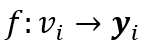 f: vᵢ → 𝒚ᵢ